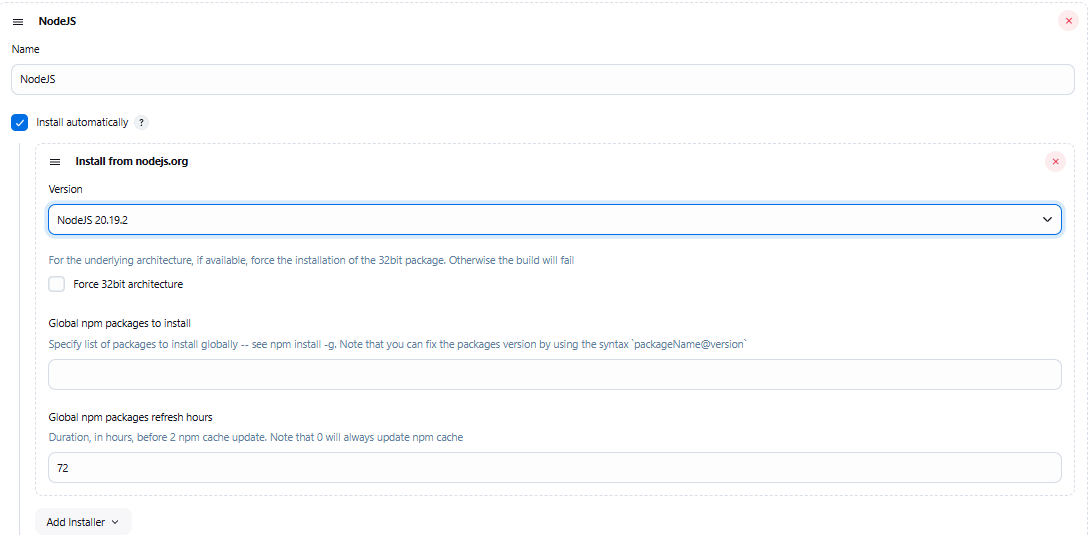 NodeJS
Name
NodeJS
Install automatically ?
Install from nodejs.org
Version
NodeJS 20.19.2
For the underlying architecture, if available, force the installation of the 32bit package. Otherwise the build will fail
Force 32bit architecture
Global npm packages to install
Specify list of packages to install globally -- see npm install -g. Note that you can fix the packages version by using the syntax `packageName@version`
Global npm packages refresh hours
Duration, in hours, before 2 npm cache update. Note that 0 will always update npm cache
72
Add Installer